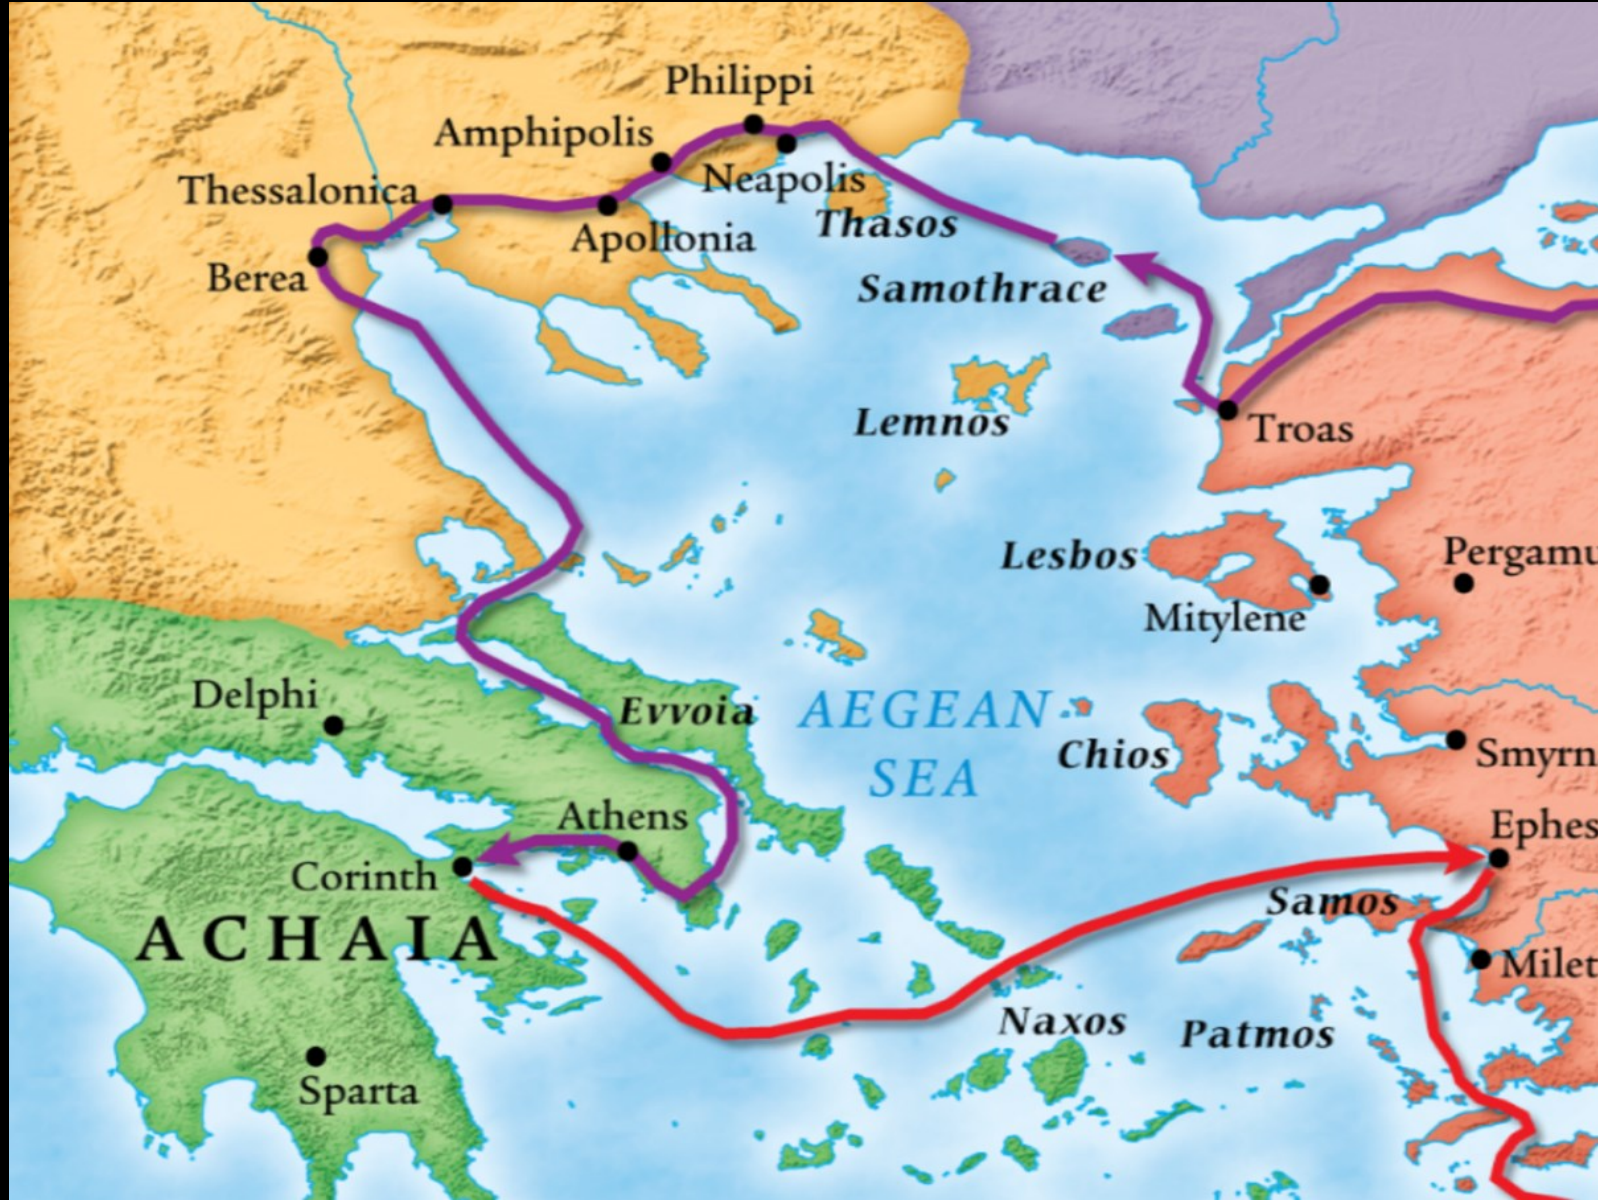 Philippi
Amphipolis
Neapolis
Thessalonica
Thasos
Apollonia
Berea
Samothrace
Lemnos
Troas
Lesbos
Pergamu
Mitylene
Delphi
Evvoia
AEGEAN
SEA
Chios
Smyrn
Athens
Ephes
Corinth
Samos
ACHAIA
Milet
Naxos
Patmos
Sparta